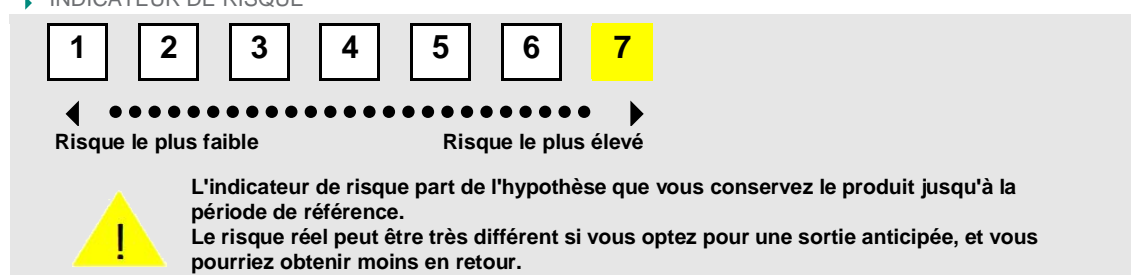 INDICATEUR DE RISQUE
1 2 3 4 5 6 7
Risque le plus faible Risque le plus élevé
L'indicateur de risque part de l'hypothèse que vous conservez le produit jusqu'à la
période de référence.
Le risque réel peut être très différent si vous optez pour une sortie anticipée, et vous
pourriez obtenir moins en retour.
!